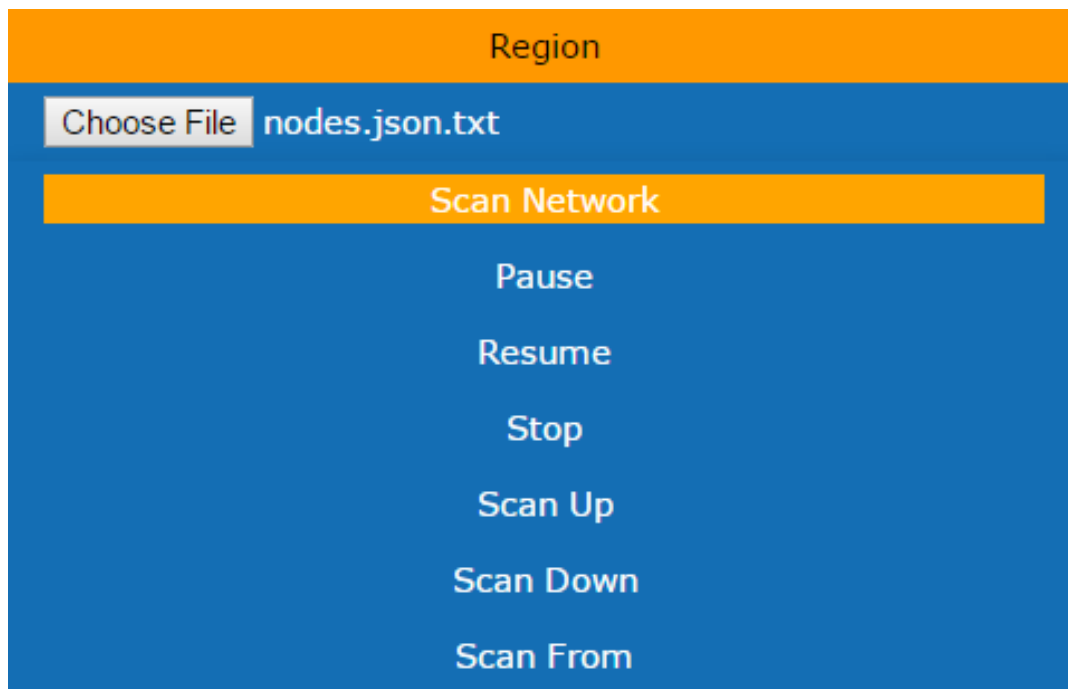 Region
Choose File nodes.json.txt
Scan Network
Pause
Resume
Stop
Scan Up
Scan Down
Scan From